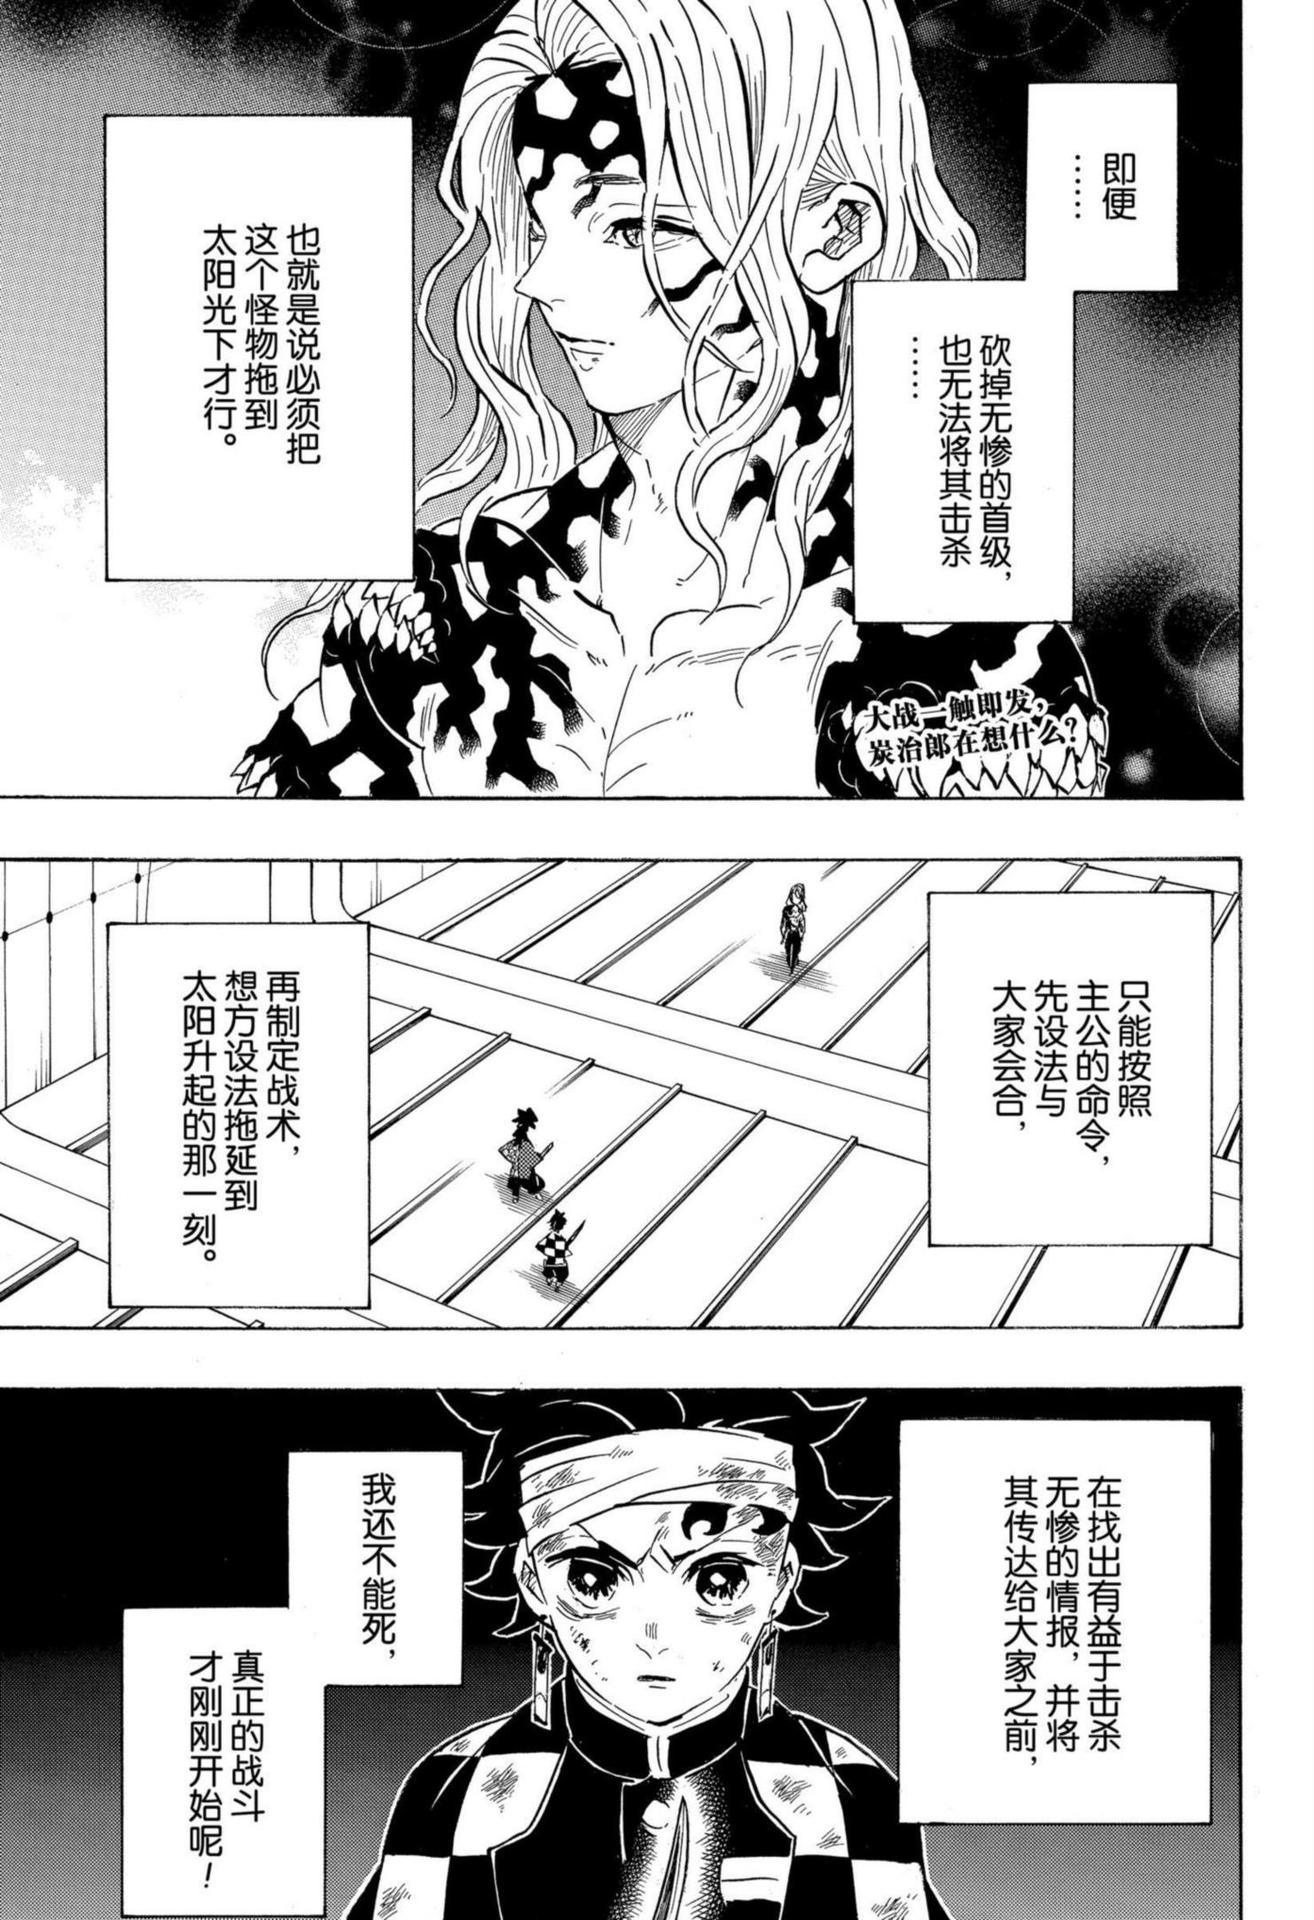 即便
……
砍掉无惨的首级，
也无法将其击杀
……
也就是说必须把
这个怪物拖到
太阳光下才行。
大战一触即发，
炭治郎在想什么？
只能按照
主公的命令，
先设法与
大家会合，
再制定战术，
想方设法拖延到
太阳升起的那一刻。
在找出有益于击杀
无惨的情报，并将
其传达给大家之前，
我还不能死，
真正的战斗
才刚刚开始呢！